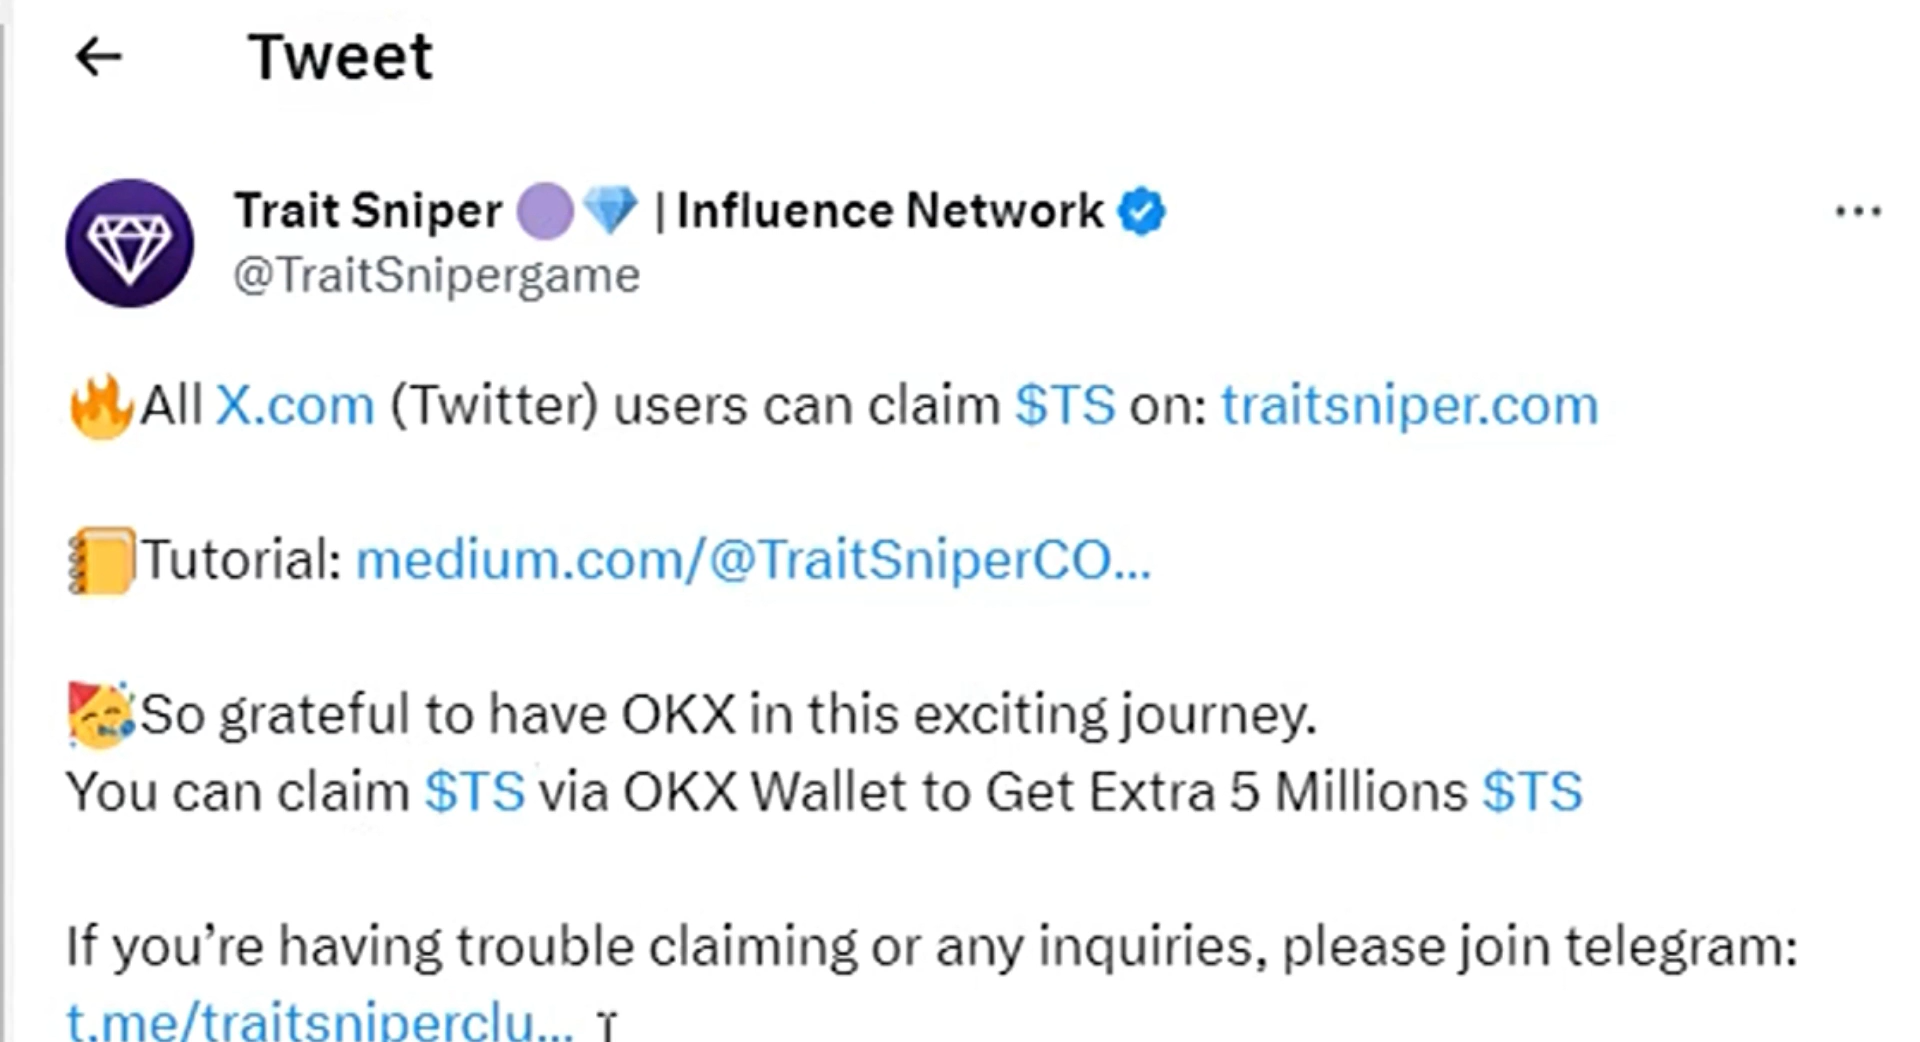 Tweet
Trait Sniper 🟣💎 | Influence Network
@TraitSnipergame
🔥All X.com (Twitter) users can claim $TS on: traitsniper.com
📒Tutorial: medium.com/@TraitSniperCO...
🥳So grateful to have OKX in this exciting journey.
You can claim $TS via OKX Wallet to Get Extra 5 Millions $TS
If you’re having trouble claiming or any inquiries, please join telegram:
t.me/traitsniperclu...